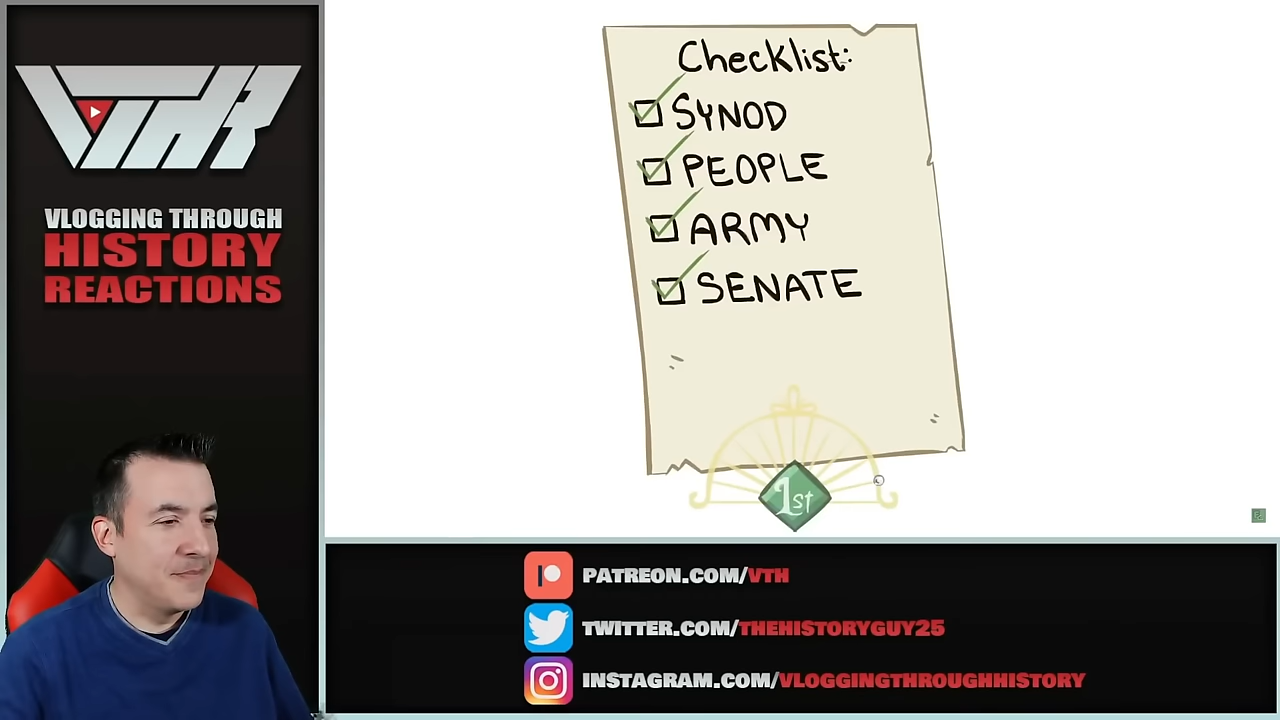 VTHR
VLOGGING THROUGH
HISTORY
REACTIONS
Checklist:
SYNOD
PEOPLE
ARMY
SENATE
1st
PATREON.COM/VTH
TWITTER.COM/THEHISTORYGUY25
INSTAGRAM.COM/VLOGGINGTHROUGHHISTORY